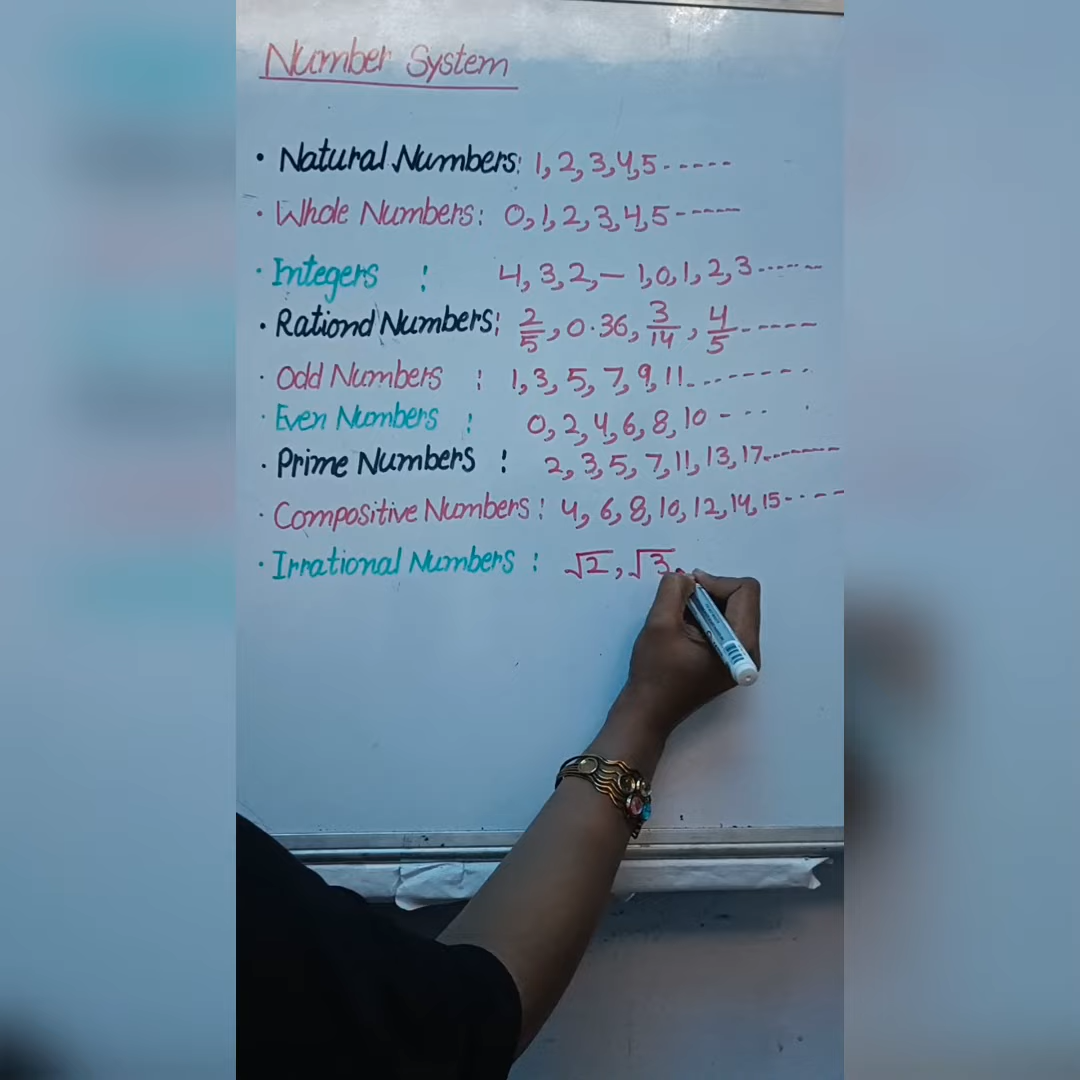 Number System
• Natural Numbers: 1, 2, 3, 4, 5 -----
• Whole Numbers: 0, 1, 2, 3, 4, 5 -----
• Integers : 4, 3, 2, — 1, 0, 1, 2, 3 ------
• Rationd Numbers: 2/5, 0.36, 3/14, 4/5 ------
• Odd Numbers : 1, 3, 5, 7, 9, 11 --------
• Even Numbers : 0, 2, 4, 6, 8, 10 - ---
• Prime Numbers : 2, 3, 5, 7, 11, 13, 17 -------
• Compositive Numbers: 4, 6, 8, 10, 12, 14, 15 -----
• Irrational Numbers : √2, √3